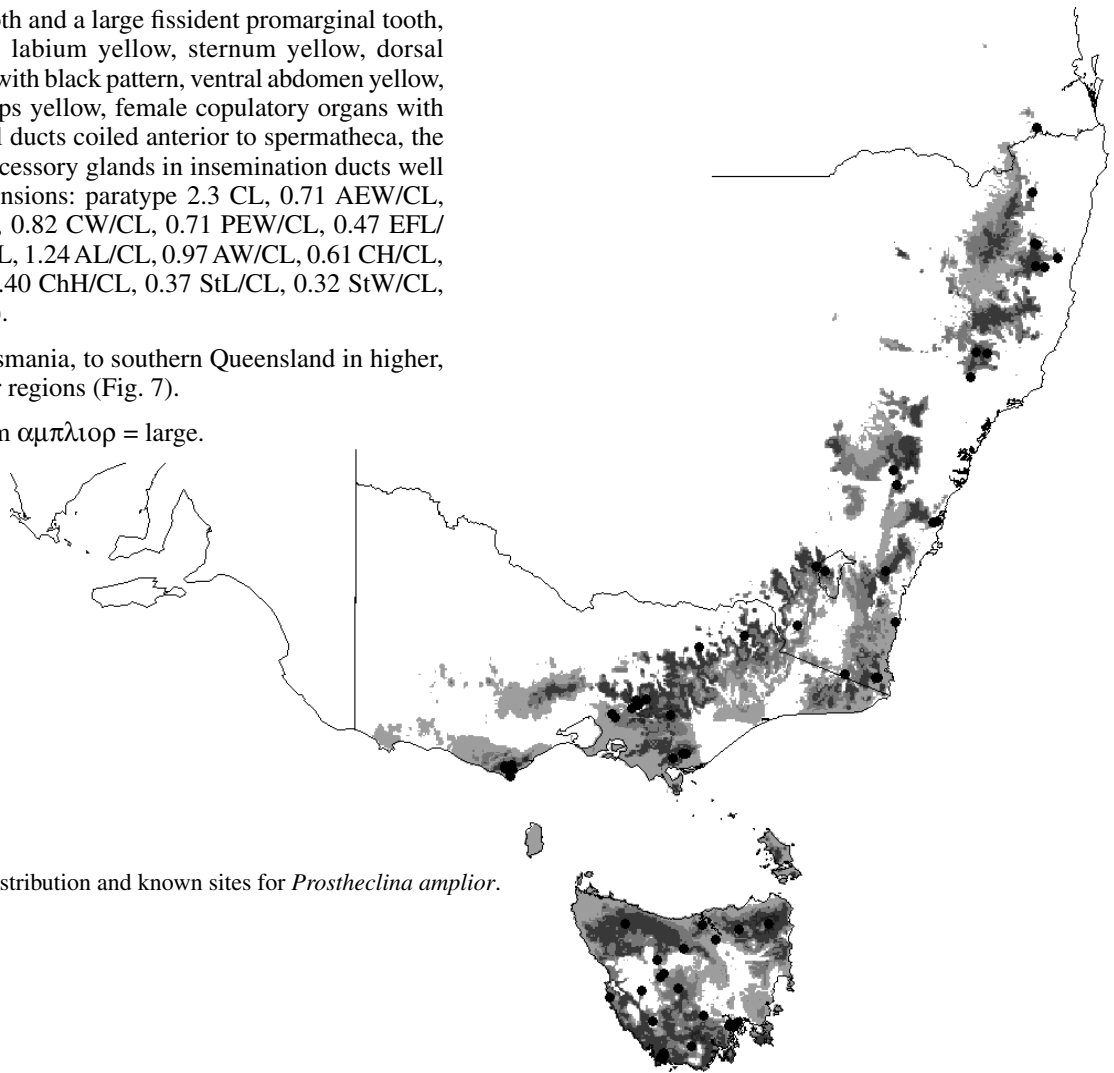 oth and a large fissident promarginal tooth,
labium yellow, sternum yellow, dorsal
with black pattern, ventral abdomen yellow,
ps yellow, female copulatory organs with
l ducts coiled anterior to spermatheca, the
cessory glands in insemination ducts well
nsions: paratype 2.3 CL, 0.71 AEW/CL,
, 0.82 CW/CL, 0.71 PEW/CL, 0.47 EFL/
L, 1.24 AL/CL, 0.97 AW/CL, 0.61 CH/CL,
.40 ChH/CL, 0.37 StL/CL, 0.32 StW/CL,
).
smania, to southern Queensland in higher,
r regions (Fig. 7).
m αμπλιορ = large.
stribution and known sites for Prostheclina amplior.